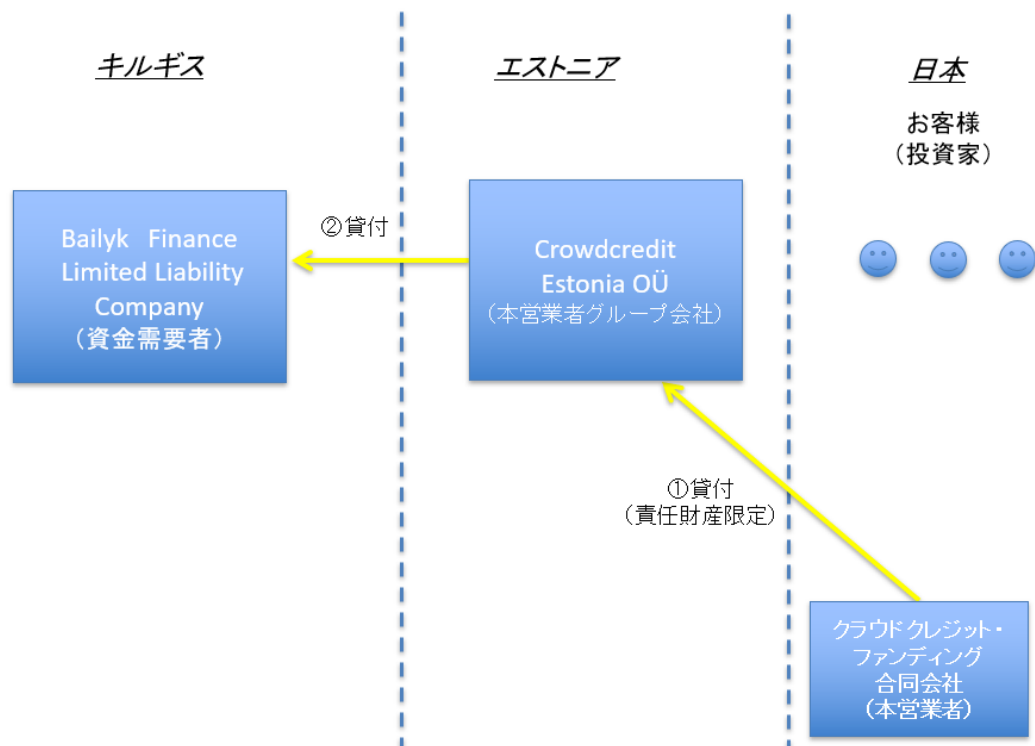 キルギス
エストニア
日本
お客様
（投資家）
Bailyk Finance
Limited Liability
Company
（資金需要者）
②貸付
Crowdcredit
Estonia OÜ
（本営業者グループ会社）
①貸付
（責任財産限定）
クラウドクレジット・
ファンディング
合同会社
（本営業者）